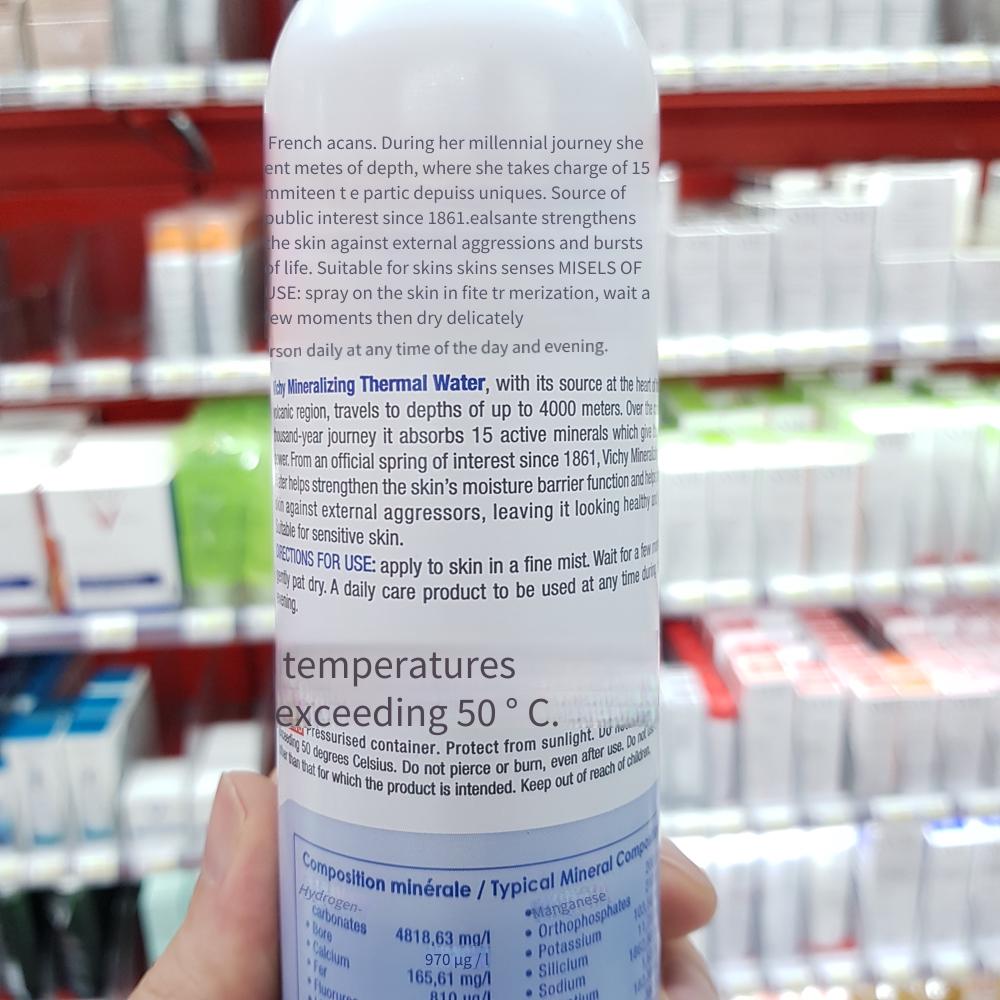 French acans. During her millennial journey she
ent metes of depth, where she takes charge of 15
mmiteen t e partic depuiss uniques. Source of
public interest since 1861.ealsante strengthens
the skin against external aggressions and bursts
of life. Suitable for skins skins senses MISELS OF
USE: spray on the skin in fite tr merization, wait a
ew moments then dry delicately
rson daily at any time of the day and evening.
Vichy Mineralizing Thermal Water, with its source at the heart of
volcanic region, travels to depths of up to 4000 meters. Over the
thousand-year journey it absorbs 15 active minerals which give
wer. From an official spring of interest since 1861, Vichy Minerali
ter helps strengthen the skin's moisture barrier function and helps
skin against external aggressors, leaving it looking healthy
Suitable for sensitive skin.
DIRECTIONS FOR USE: apply to skin in a fine mist. Wait for a few
gently pat dry. A daily care product to be used at any time during
evening.
temperatures
exceeding 50 ° C.
Pressurised container. Protect from sunlight. Do not
exceeding 50 degrees Celsius. Do not pierce or burn, even after use. Do not
other than that for which the product is intended. Keep out of reach of children.
Composition minérale / Typical Mineral Compo
Hydrogen-
carbonates 4818,63 mg/l
• Bore 970 µg / l
• Calcium 165,61 mg/l
• Fer 810 µg/l
• Fluorure
•Manganese
• Orthophosphates
• Potassium
• Silicium
• Sodium